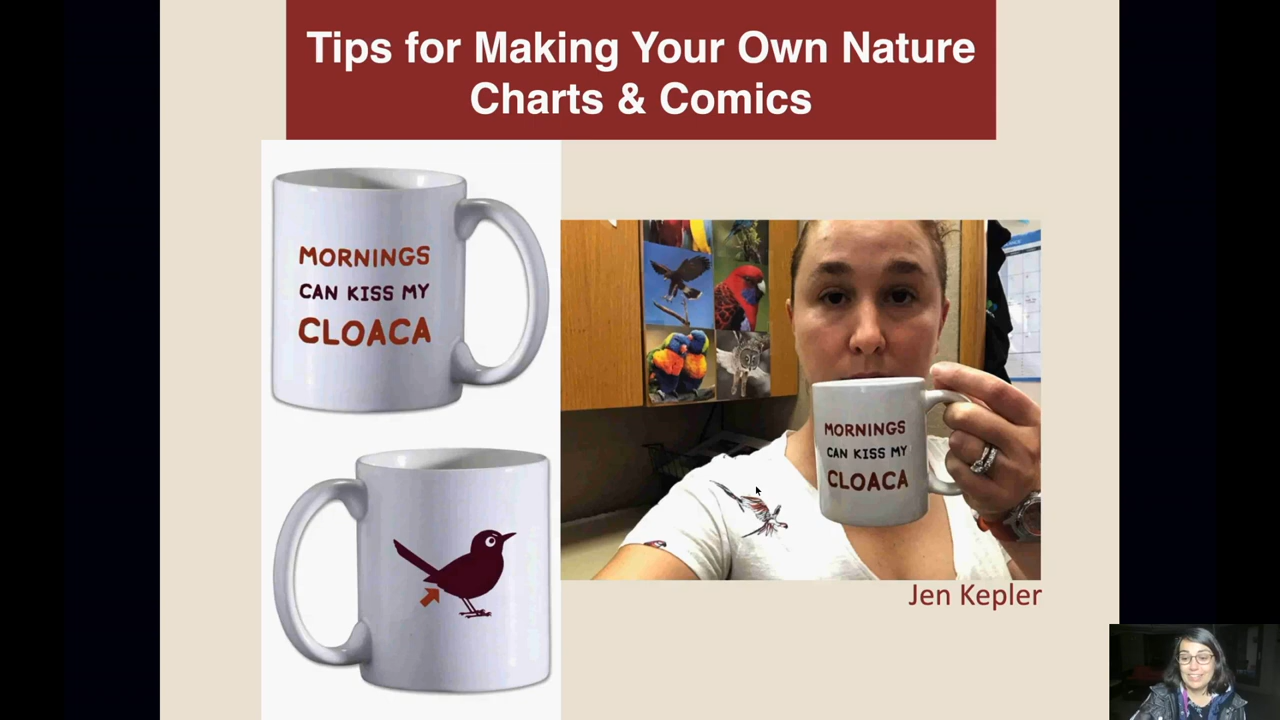 Tips for Making Your Own Nature
Charts & Comics
MORNINGS
CAN KISS MY
CLOACA
MORNINGS
CAN KISS MY
CLOACA
Jen Kepler